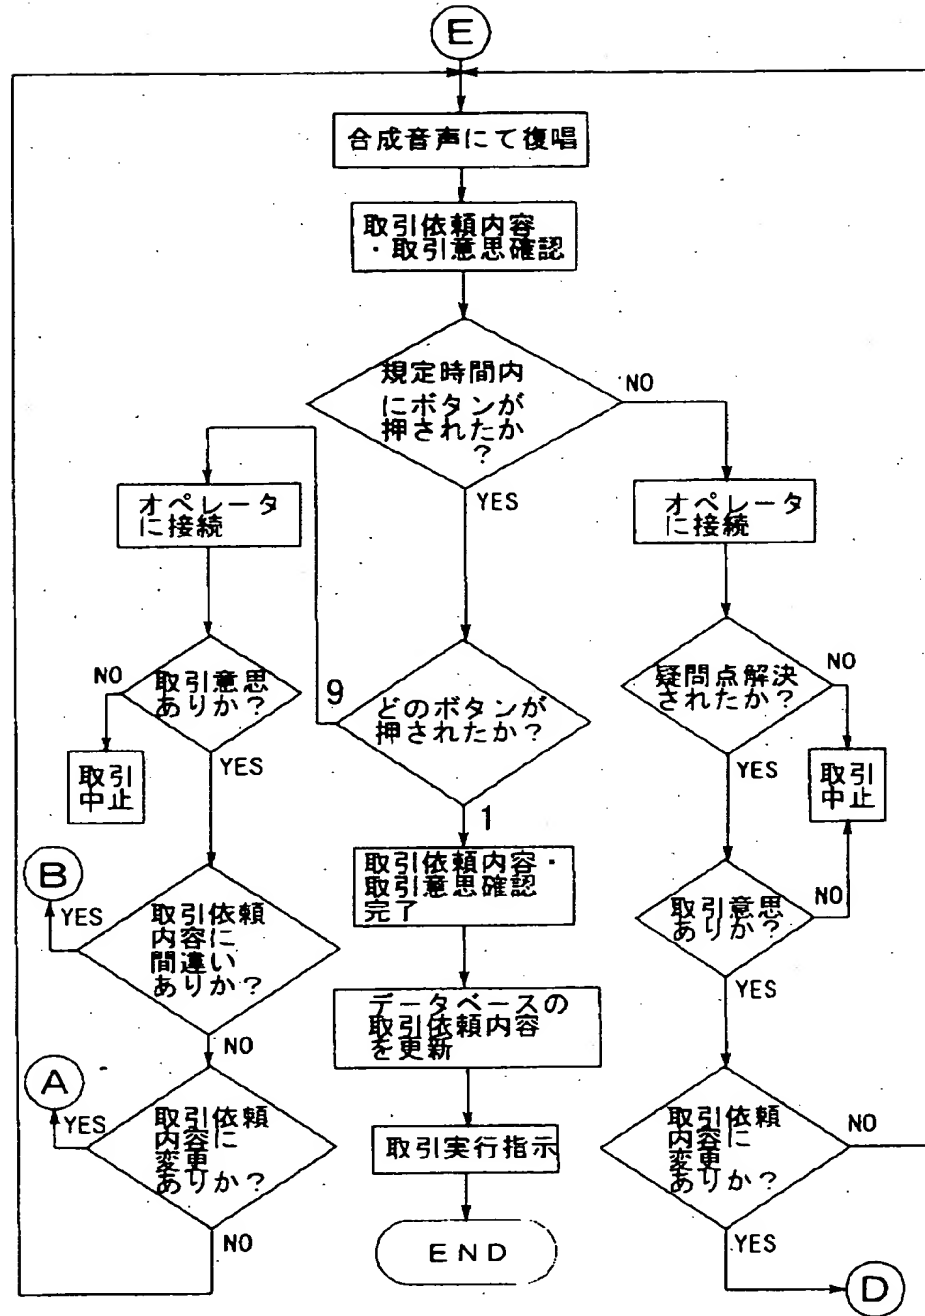 E
合成音声にて復唱
取引依頼内容
・取引意思確認
規定時間内
にボタンが
押されたか
？
NO
YES
オペレータ
に接続
オペレータ
に接続
取引意思
ありか？
NO
YES
取引
中止
9
どのボタンが
押されたか？
1
疑問点解決
されたか？
NO
YES
取引
中止
B
YES
取引依頼
内容に
間違い
ありか？
NO
取引依頼内容・
取引意思確認
完了
取引意思
ありか？
NO
YES
データベースの
取引依頼内容
を更新
A
YES
取引依頼
内容に
変更
ありか？
NO
取引実行指示
END
取引依頼
内容に
変更
ありか？
NO
YES
D